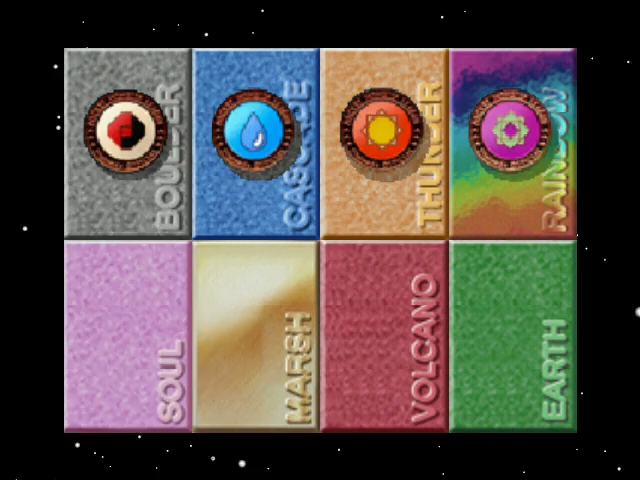 BOULDER
CASCADE
THUNDER
RAINBOW
SOUL
MARSH
VOLCANO
EARTH